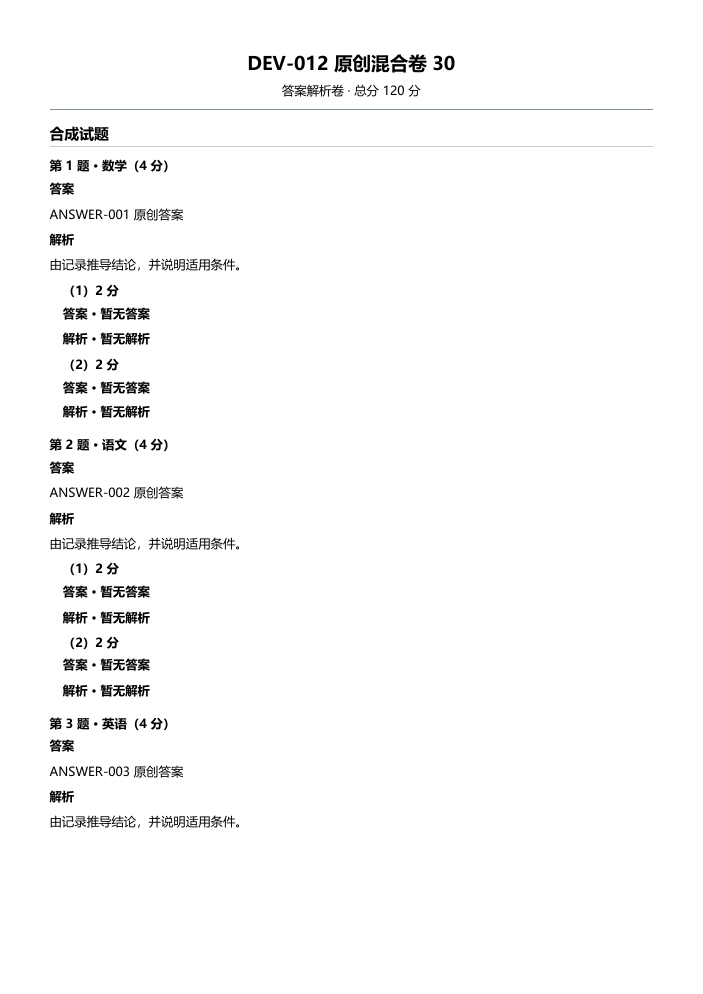 DEV-012 原创混合卷 30
答案解析卷 · 总分 120 分
合成试题
第 1 题 · 数学（4 分）
答案
ANSWER-001 原创答案
解析
由记录推导结论，并说明适用条件。
（1）2 分
答案 · 暂无答案
解析 · 暂无解析
（2）2 分
答案 · 暂无答案
解析 · 暂无解析
第 2 题 · 语文（4 分）
答案
ANSWER-002 原创答案
解析
由记录推导结论，并说明适用条件。
（1）2 分
答案 · 暂无答案
解析 · 暂无解析
（2）2 分
答案 · 暂无答案
解析 · 暂无解析
第 3 题 · 英语（4 分）
答案
ANSWER-003 原创答案
解析
由记录推导结论，并说明适用条件。